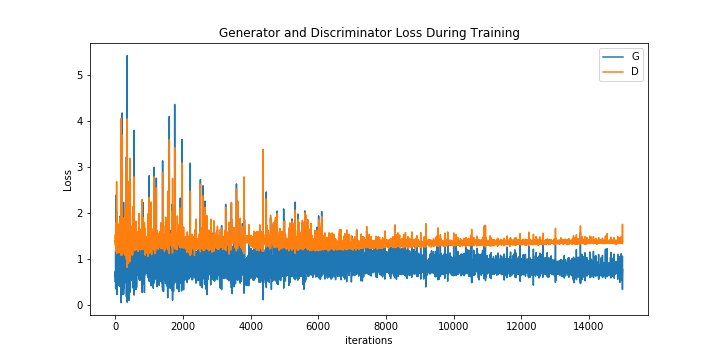 Generator and Discriminator Loss During Training
G
D
Loss
5
4
3
2
1
0
0 2000 4000 6000 8000 10000 12000 14000
iterations